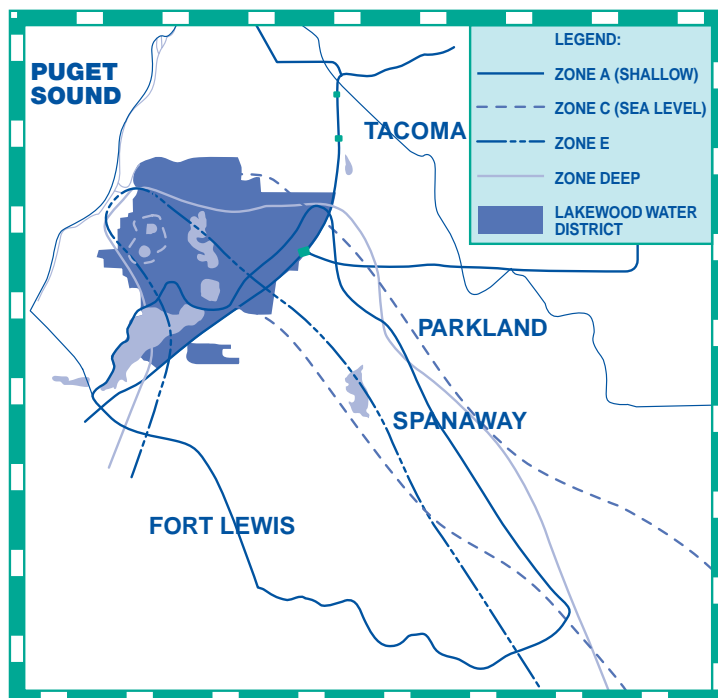 PUGET
SOUND
LEGEND:
ZONE A (SHALLOW)
ZONE C (SEA LEVEL)
ZONE E
ZONE DEEP
LAKEWOOD WATER
DISTRICT
TACOMA
PARKLAND
SPANAWAY
FORT LEWIS